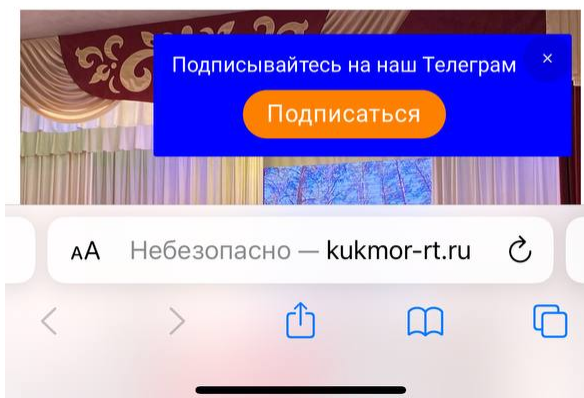 Подписывайтесь на наш Телеграм ×
Подписаться
AA Небезопасно — kukmor-rt.ru